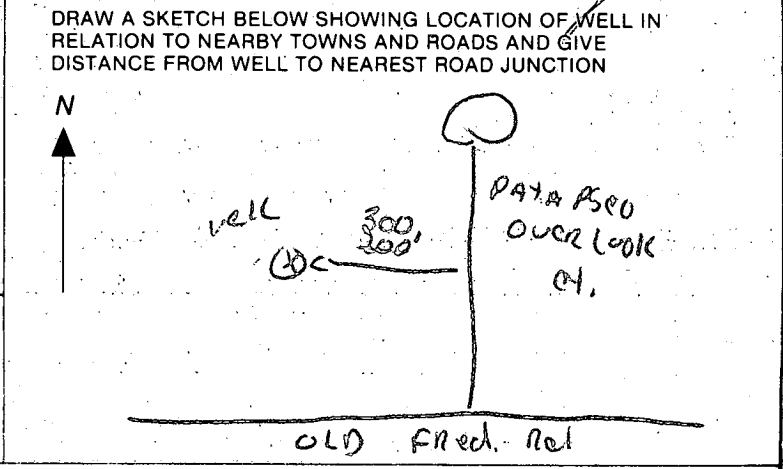 DRAW A SKETCH BELOW SHOWING LOCATION OF WELL IN
RELATION TO NEARBY TOWNS AND ROADS AND GIVE
DISTANCE FROM WELL TO NEAREST ROAD JUNCTION
N
well
300'
PATAPSCO
OVERLOOK
ct.
OLD Fred. Rd